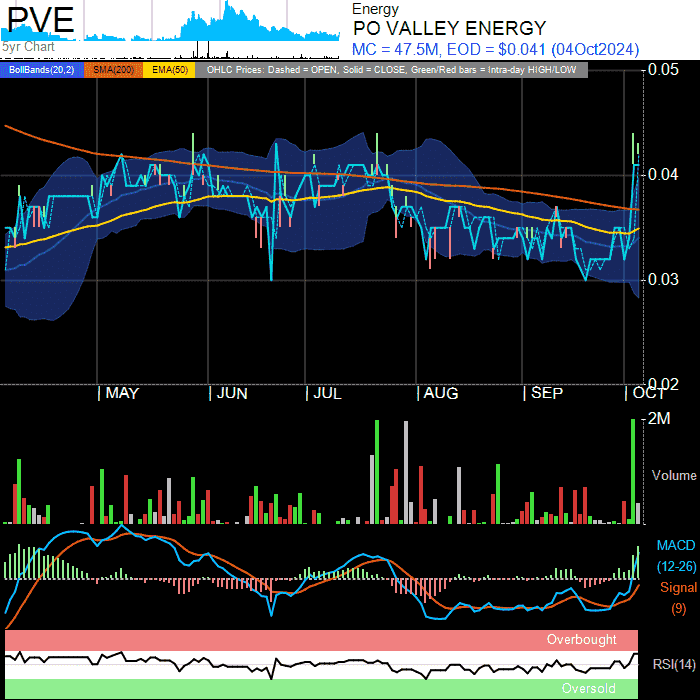 PVE
5yr Chart
Energy
PO VALLEY ENERGY
MC = 47.5M, EOD = $0.041 (04Oct2024)
BollBands(20,2) SMA(200) EMA(50) OHLC Prices: Dashed = OPEN, Solid = CLOSE, Green/Red bars = Intra-day HIGH/LOW
0.05
0.04
0.03
0.02
MAY JUN JUL AUG SEP OCT
2M
Volume
MACD
(12-26)
Signal
(9)
Overbought
RSI(14)
Oversold